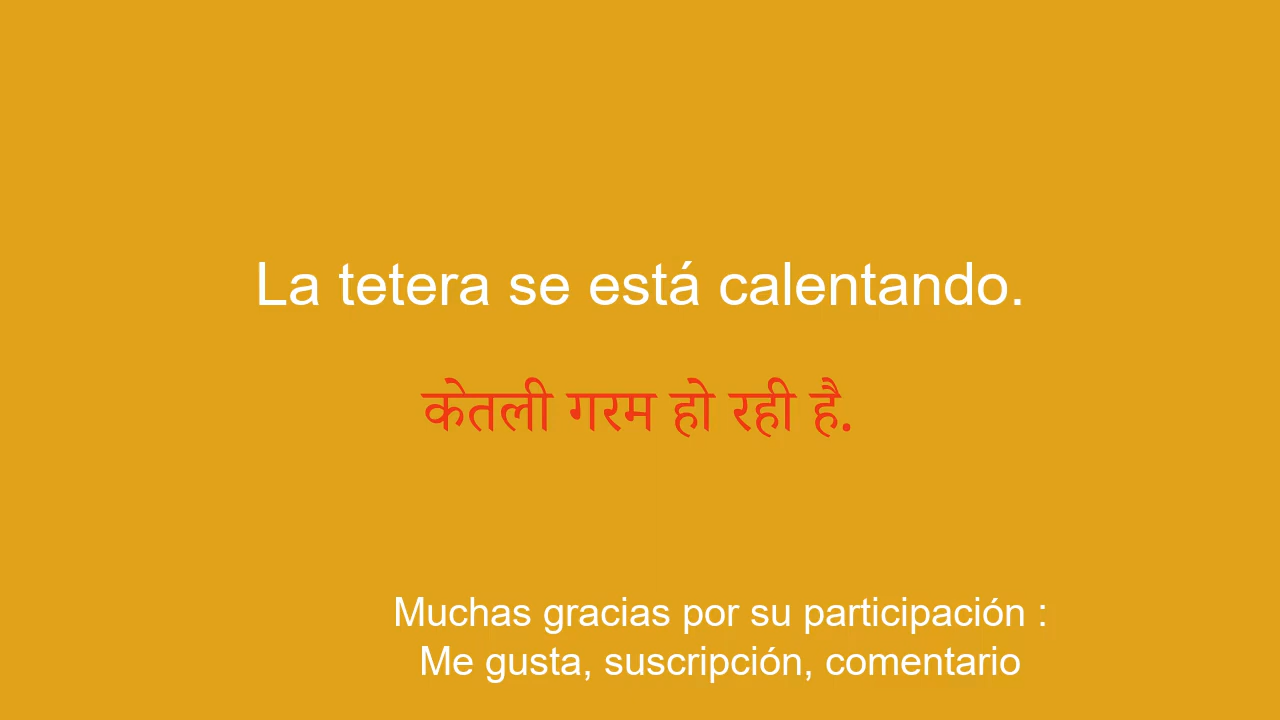 La tetera se está calentando.
केतली गरम हो रही है.
Muchas gracias por su participación :
Me gusta, suscripción, comentario